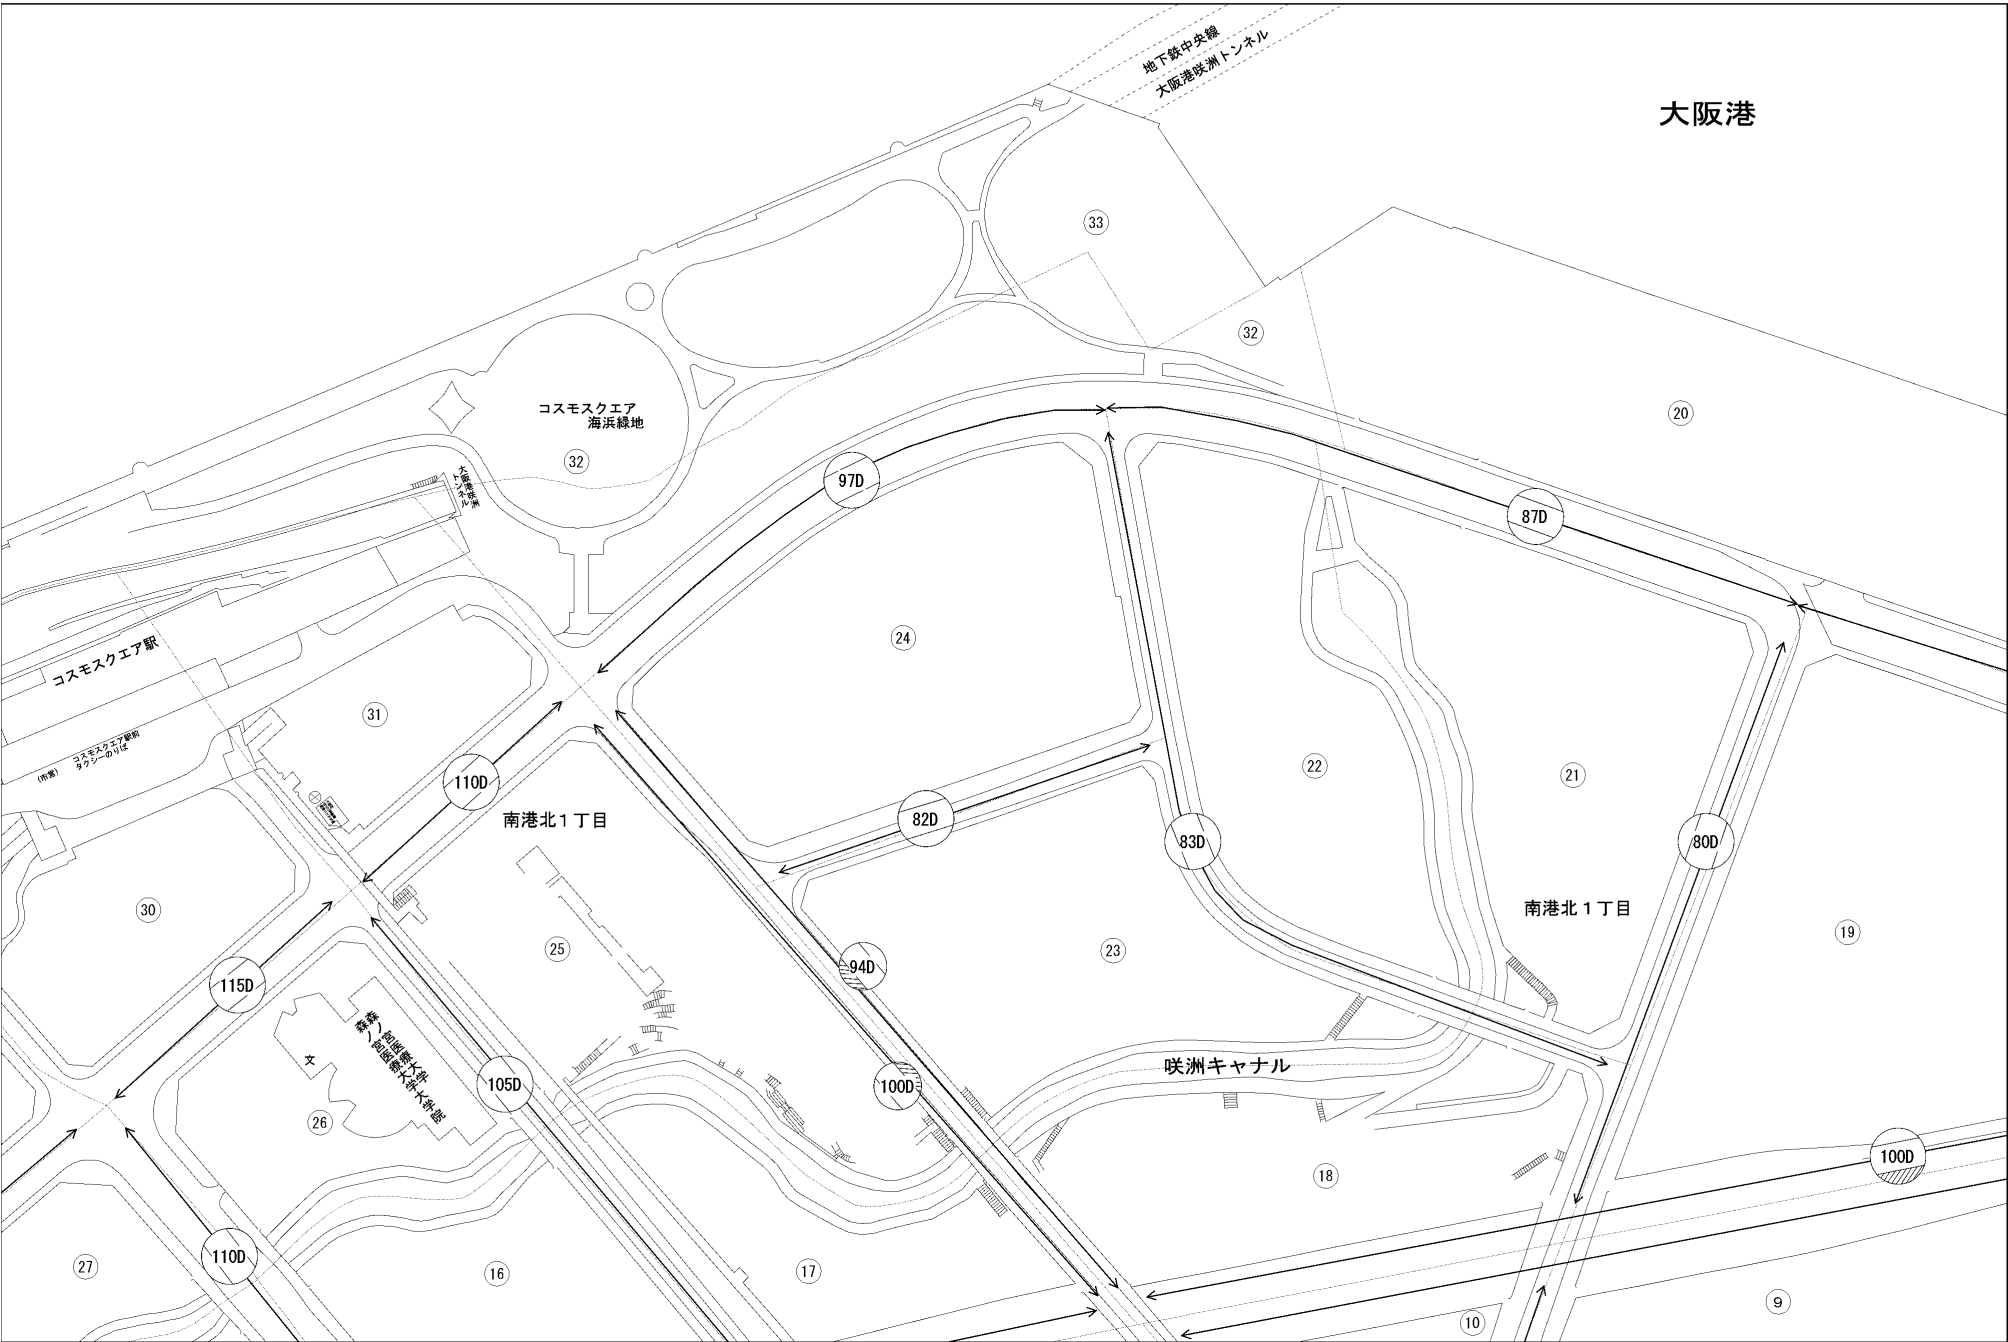 地下鉄中央線
大阪港咲洲トンネル
大阪港
33
32
20
コスモスクエア
海浜緑地
32
大阪港咲洲
トンネル
97D
87D
24
コスモスクエア駅
31
コスモスクエア駅前
(市営) タクシーのりば
110D
南港北1丁目
82D
83D
22
21
80D
南港北1丁目
30
25
94D
23
19
115D
森ノ宮医療大学
森ノ宮医療大学大学院
文
105D
100D
咲洲キャナル
26
18
100D
110D
27
16
17
9
10